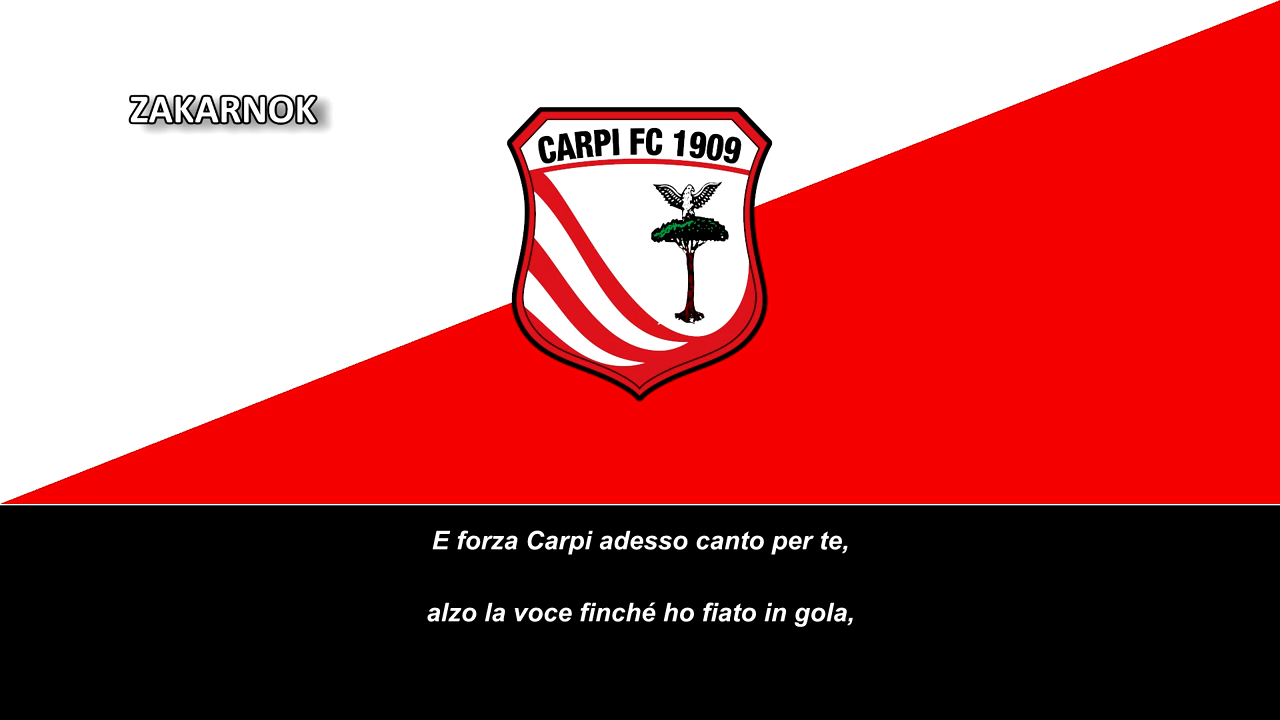 ZAKARNOK
CARPI FC 1909
E forza Carpi adesso canto per te,
alzo la voce finché ho fiato in gola,